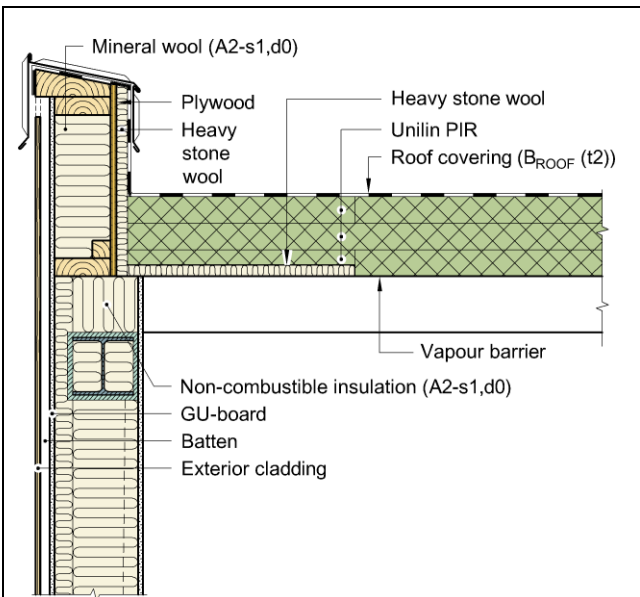 Mineral wool (A2-s1,d0)
Plywood
Heavy
stone
wool
Heavy stone wool
Unilin PIR
Roof covering (BROOF (t2))
Vapour barrier
Non-combustible insulation (A2-s1,d0)
GU-board
Batten
Exterior cladding